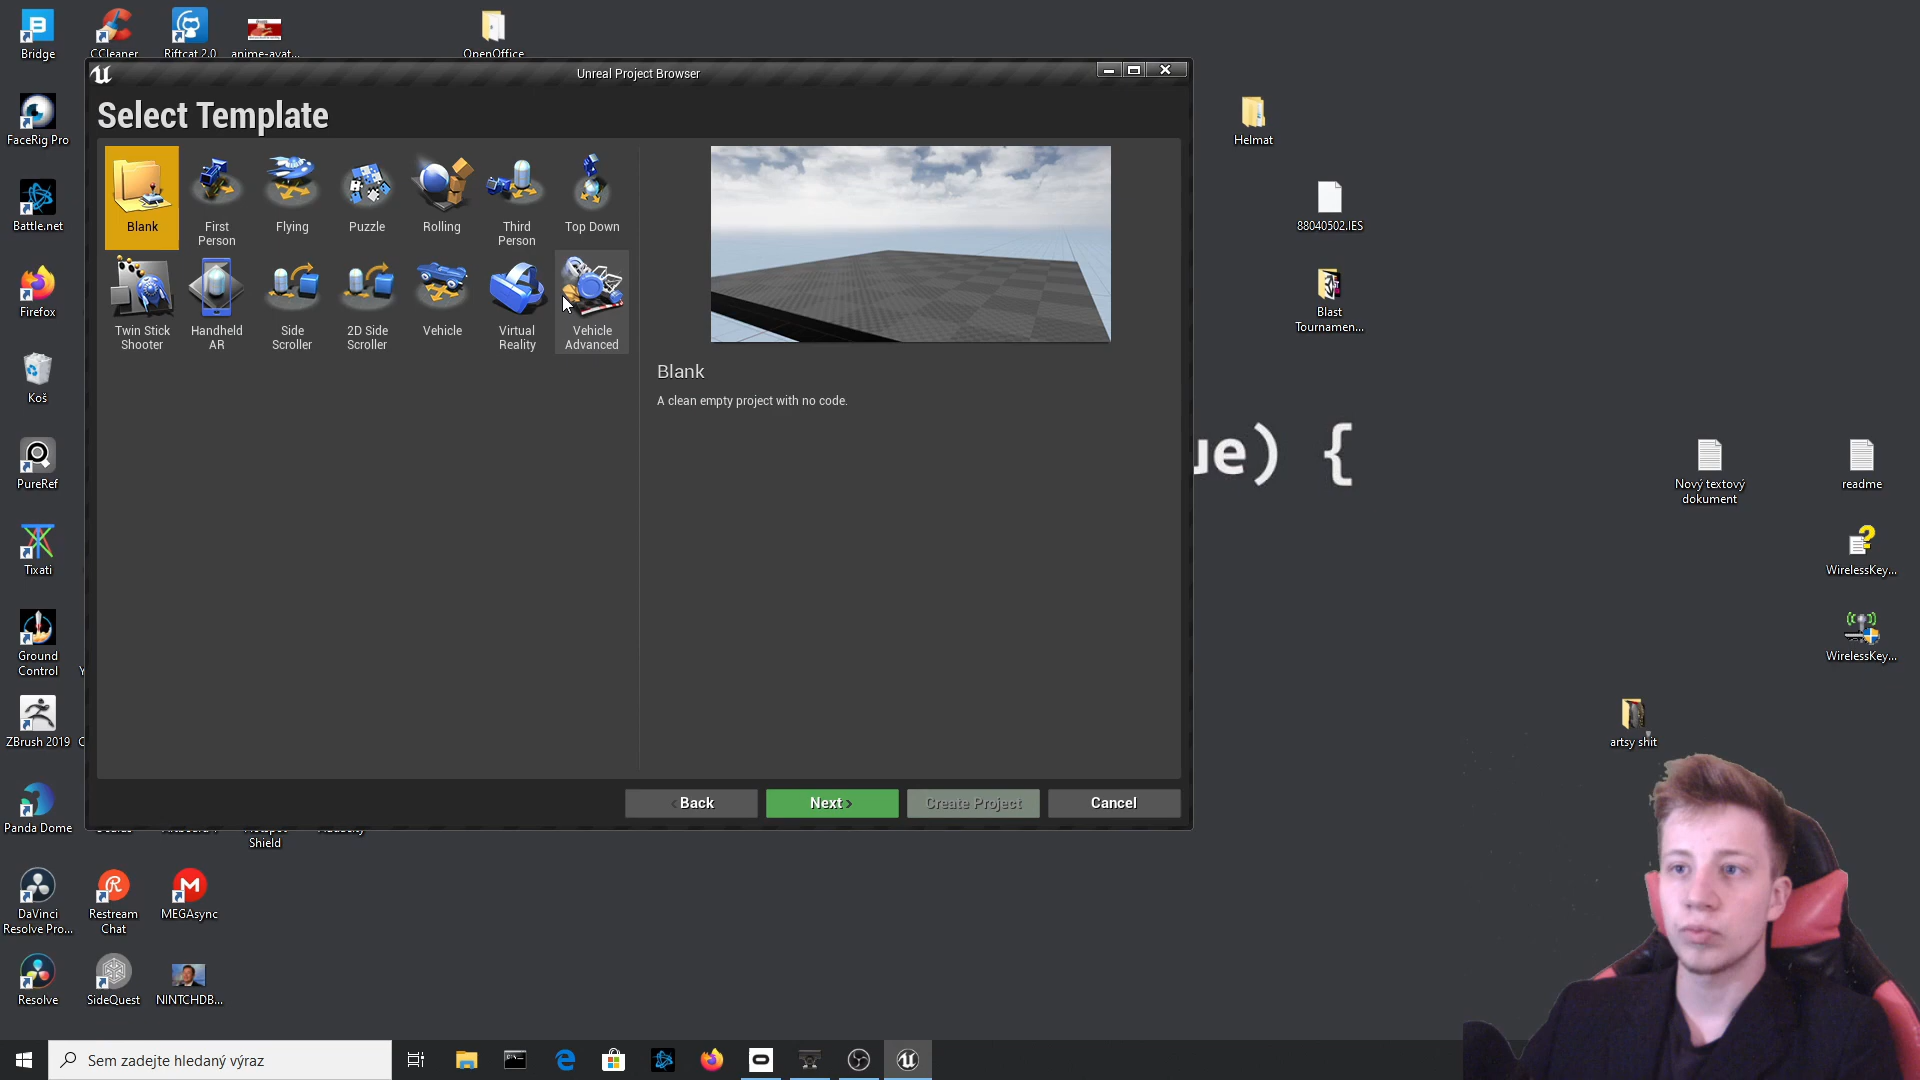 Bridge
CCleaner
Riftcat 2.0
anime-avat...
OpenOffice
Unreal Project Browser
Select Template
FaceRig Pro
Helmat
Battle.net
88040502.IES
Blank
First
Person
Flying
Puzzle
Rolling
Third
Person
Top Down
Twin Stick
Shooter
Handheld
AR
Side
Scroller
2D Side
Scroller
Vehicle
Virtual
Reality
Vehicle
Advanced
Firefox
Blast
Tournamen...
Blank
A clean empty project with no code.
Koš
ue) {
PureRef
Nový textový
dokument
readme
Tixati
WirelessKey...
Ground
Control
WirelessKey...
ZBrush 2019
artsy shit
< Back
Next >
Create Project
Cancel
Panda Dome
Hotspot
Shield
Audacity
DaVinci
Resolve Pro...
Restream
Chat
MEGAsync
Resolve
SideQuest
NINTCHDB...
Sem zadejte hledaný výraz